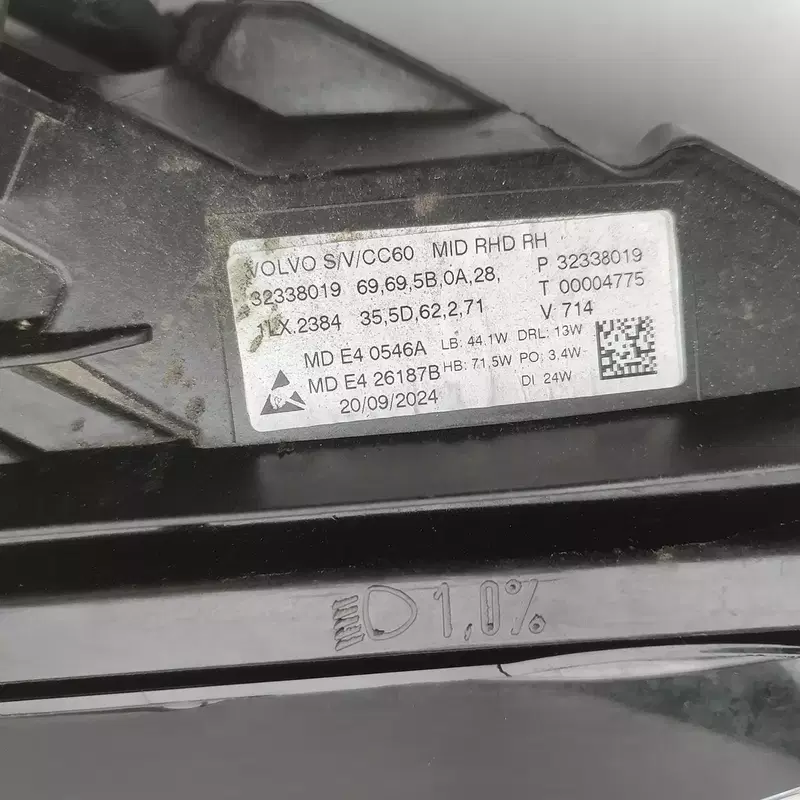 VOLVO S/V/CC60 MID RHD RH
32338019 69,69,5B,0A,28, P 32338019
1LX.2384 35,5D,62,2,71 T 00004775
V 714
MD E4 0546A LB: 44.1W DRL: 13W
MD E4 26187B HB: 71.5W PO: 3.4W
20/09/2024 DI 24W
1,0%